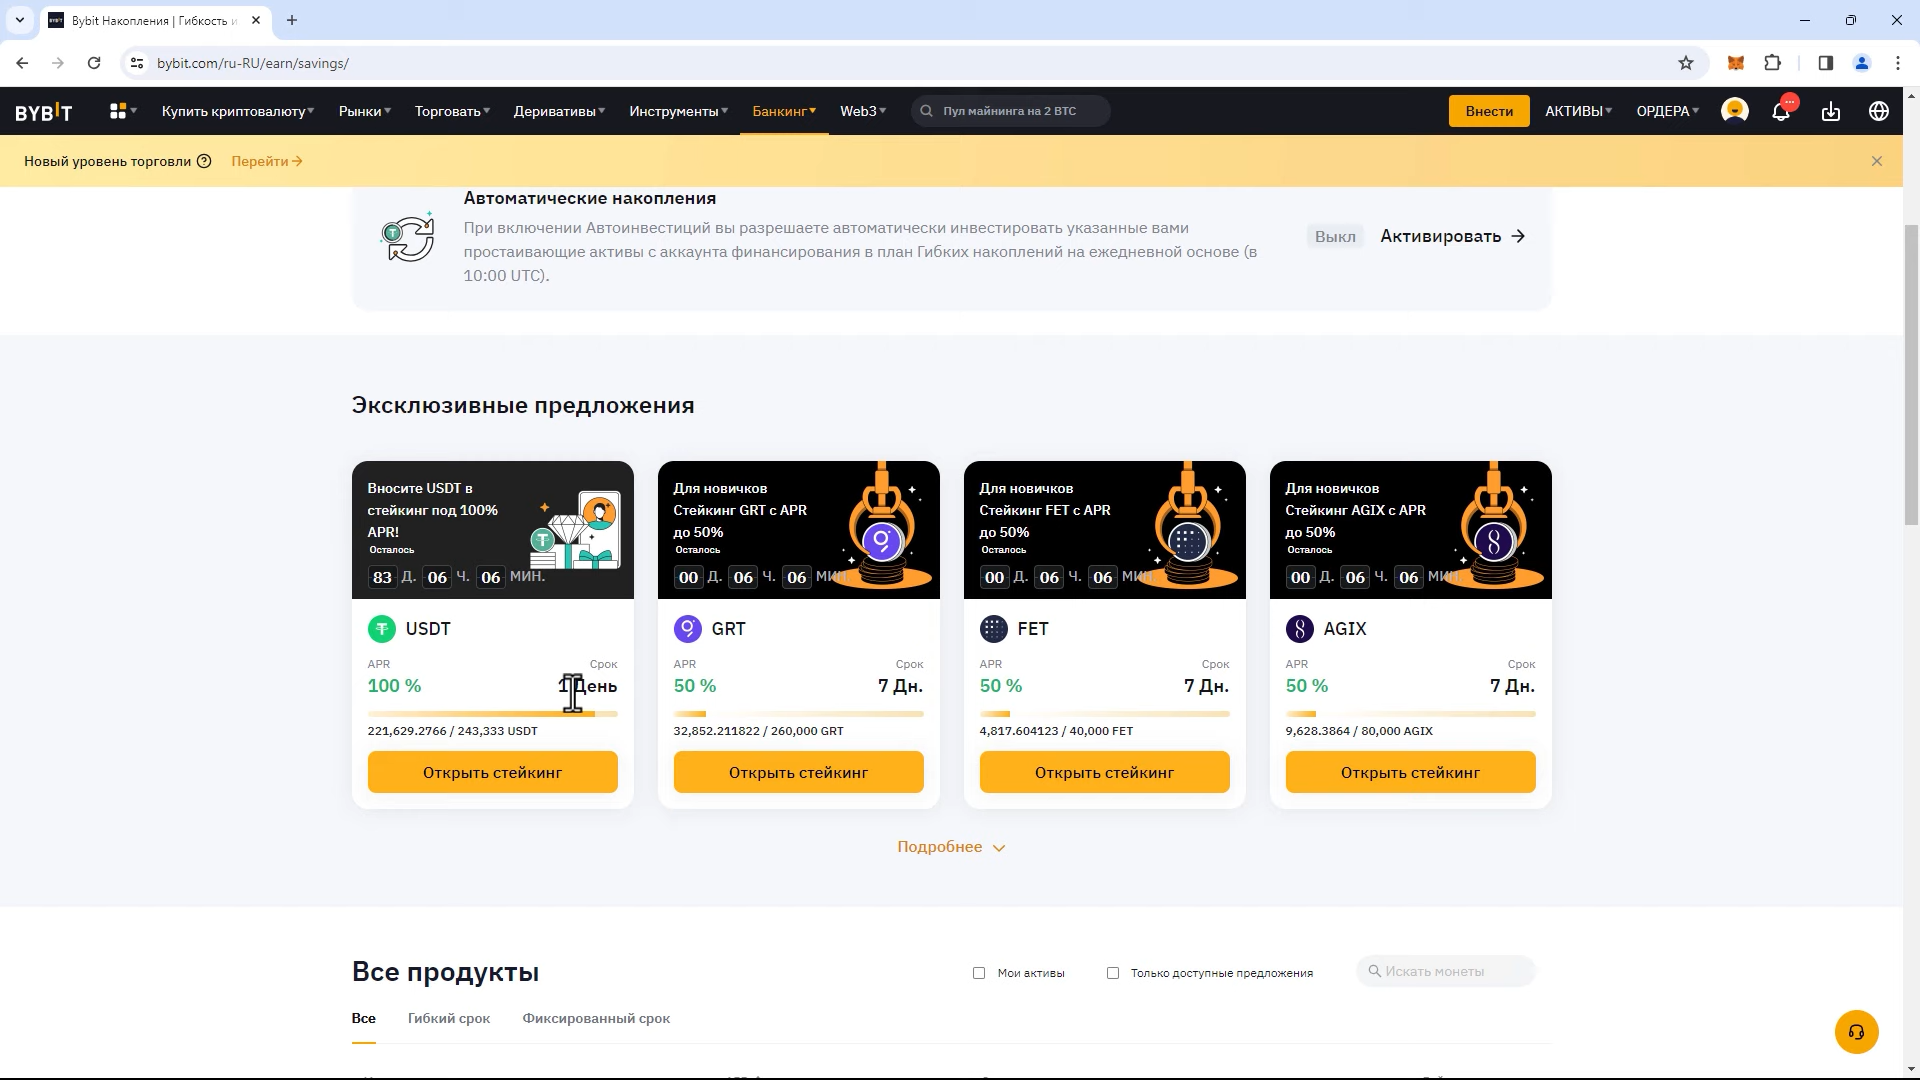 Bybit Накопления | Гибкость и
bybit.com/ru-RU/earn/savings/
BYBIT
Купить криптовалюту
Рынки
Торговать
Деривативы
Инструменты
Банкинг
Web3
Пул майнинга на 2 BTC
Внести
АКТИВЫ
ОРДЕРА
Новый уровень торговли
Перейти
Автоматические накопления
При включении Автоинвестиций вы разрешаете автоматически инвестировать указанные вами
простаивающие активы с аккаунта финансирования в план Гибких накоплений на ежедневной основе (в
10:00 UTC).
Выкл
Активировать
Эксклюзивные предложения
Вносите USDT в
стейкинг под 100%
APR!
Осталось
83 Д. 06 Ч. 06 МИН.
USDT
APR
Срок
100 %
1 День
221,629.2766 / 243,333 USDT
Открыть стейкинг
Для новичков
Стейкинг GRT с APR
до 50%
Осталось
00 Д. 06 Ч. 06 МИН.
GRT
APR
Срок
50 %
7 Дн.
32,852.211822 / 260,000 GRT
Открыть стейкинг
Для новичков
Стейкинг FET с APR
до 50%
Осталось
00 Д. 06 Ч. 06 МИН.
FET
APR
Срок
50 %
7 Дн.
4,817.604123 / 40,000 FET
Открыть стейкинг
Для новичков
Стейкинг AGIX с APR
до 50%
Осталось
00 Д. 06 Ч. 06 МИН.
AGIX
APR
Срок
50 %
7 Дн.
9,628.3864 / 80,000 AGIX
Открыть стейкинг
Подробнее
Все продукты
Мои активы
Только доступные предложения
Искать монеты
Все
Гибкий срок
Фиксированный срок